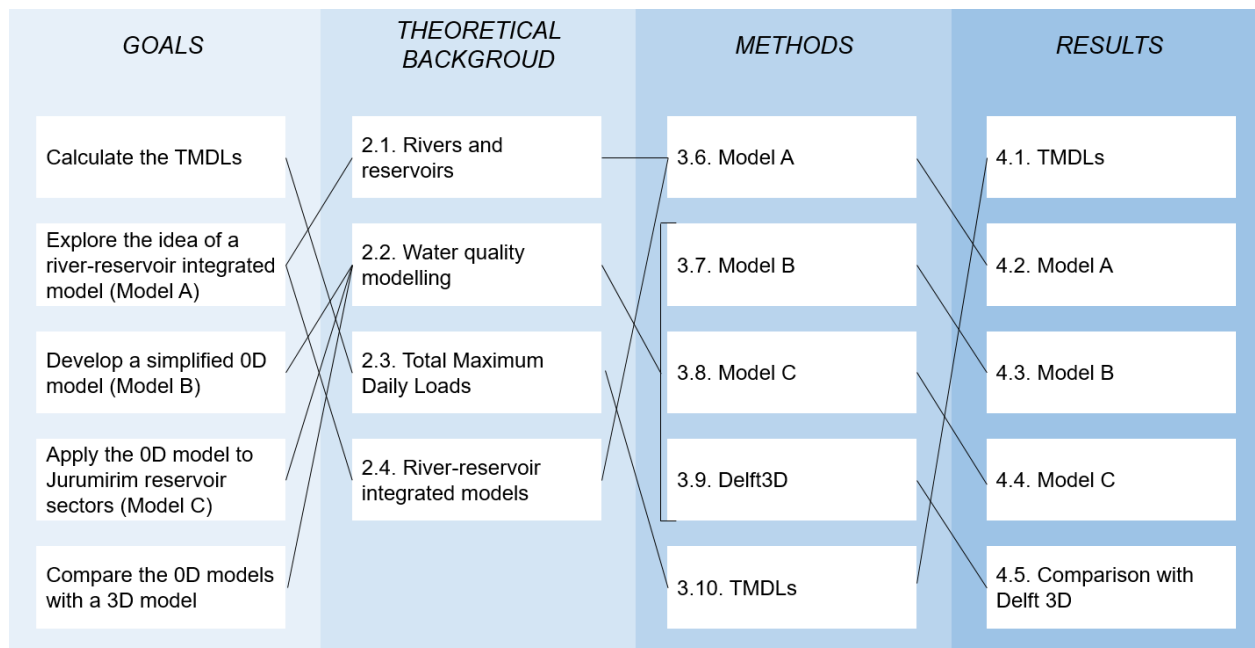 GOALS
Calculate the TMDLs
Explore the idea of a
river-reservoir integrated
model (Model A)
Develop a simplified 0D
model (Model B)
Apply the 0D model to
Jurumirim reservoir
sectors (Model C)
Compare the 0D models
with a 3D model
THEORETICAL
BACKGROUD
2.1. Rivers and
reservoirs
2.2. Water quality
modelling
2.3. Total Maximum
Daily Loads
2.4. River-reservoir
integrated models
METHODS
3.6. Model A
3.7. Model B
3.8. Model C
3.9. Delft3D
3.10. TMDLs
RESULTS
4.1. TMDLs
4.2. Model A
4.3. Model B
4.4. Model C
4.5. Comparison with
Delft 3D